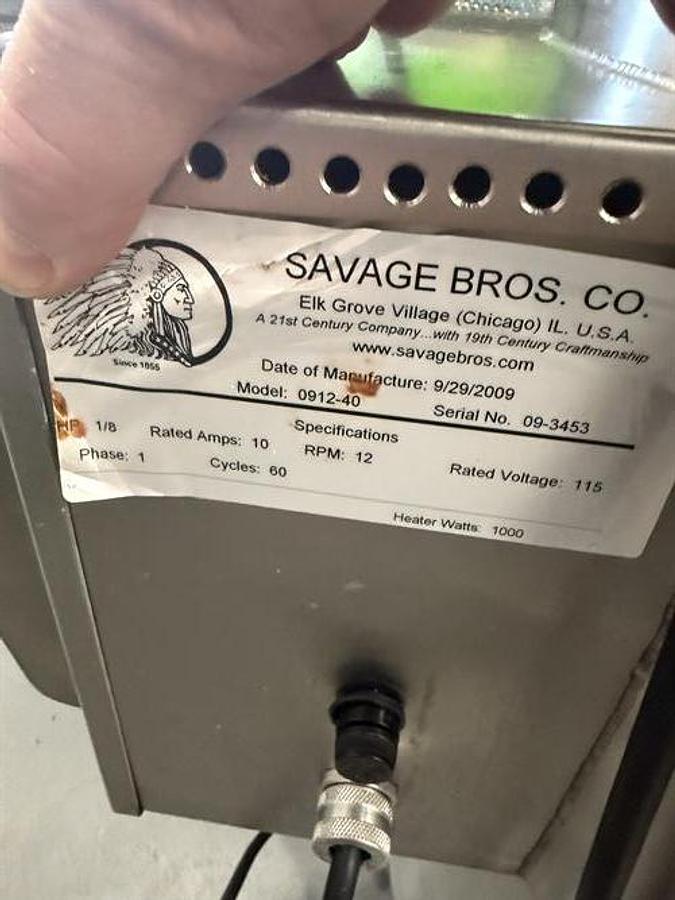 SAVAGE BROS. CO.
Elk Grove Village (Chicago) IL. U.S.A.
A 21st Century Company...with 19th Century Craftmanship
www.savagebros.com
Since 1855
Date of Manufacture: 9/29/2009
Model: 0912-40 Serial No. 09-3453
Specifications
HP 1/8 Rated Amps: 10 RPM: 12 Rated Voltage: 115
Phase: 1 Cycles: 60
Heater Watts: 1000